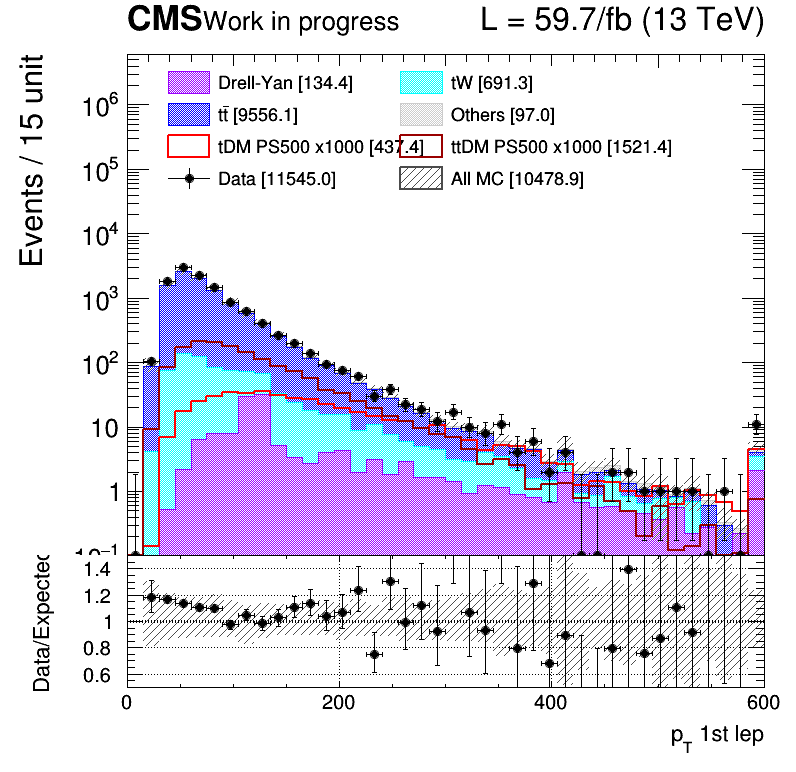 CMS Work in progress L = 59.7/fb (13 TeV)
Events / 15 unit
Drell-Yan [134.4] tW [691.3]
tt̄ [9556.1] Others [97.0]
tDM PS500 x1000 [437.4] ttDM PS500 x1000 [1521.4]
Data [11545.0] All MC [10478.9]
10⁶
10⁵
10⁴
10³
10²
10
1
10⁻¹
Data/Expected
1.4
1.2
1
0.8
0.6
0 200 400 600
p_T 1st lep